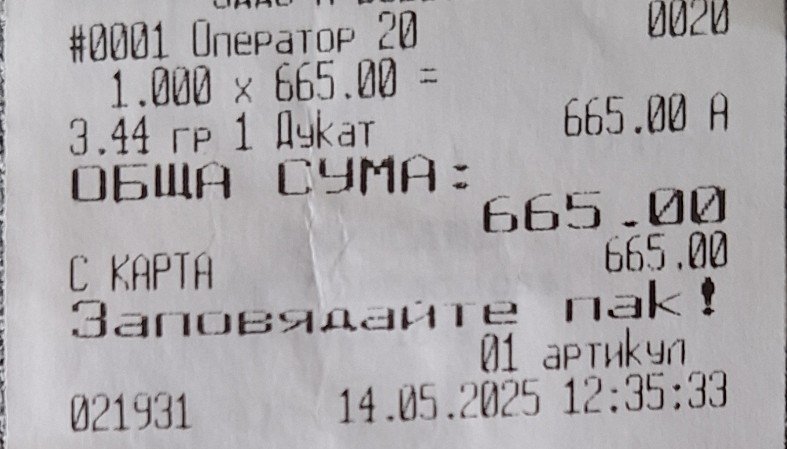 #0001 Оператор 20 0020
1.000 x 665.00 =
3.44 гр 1 Дукат 665.00 А
ОБЩА СУМА:
665.00
С КАРТА 665.00
Заповядайте пак!
01 артикул
021931 14.05.2025 12:35:33